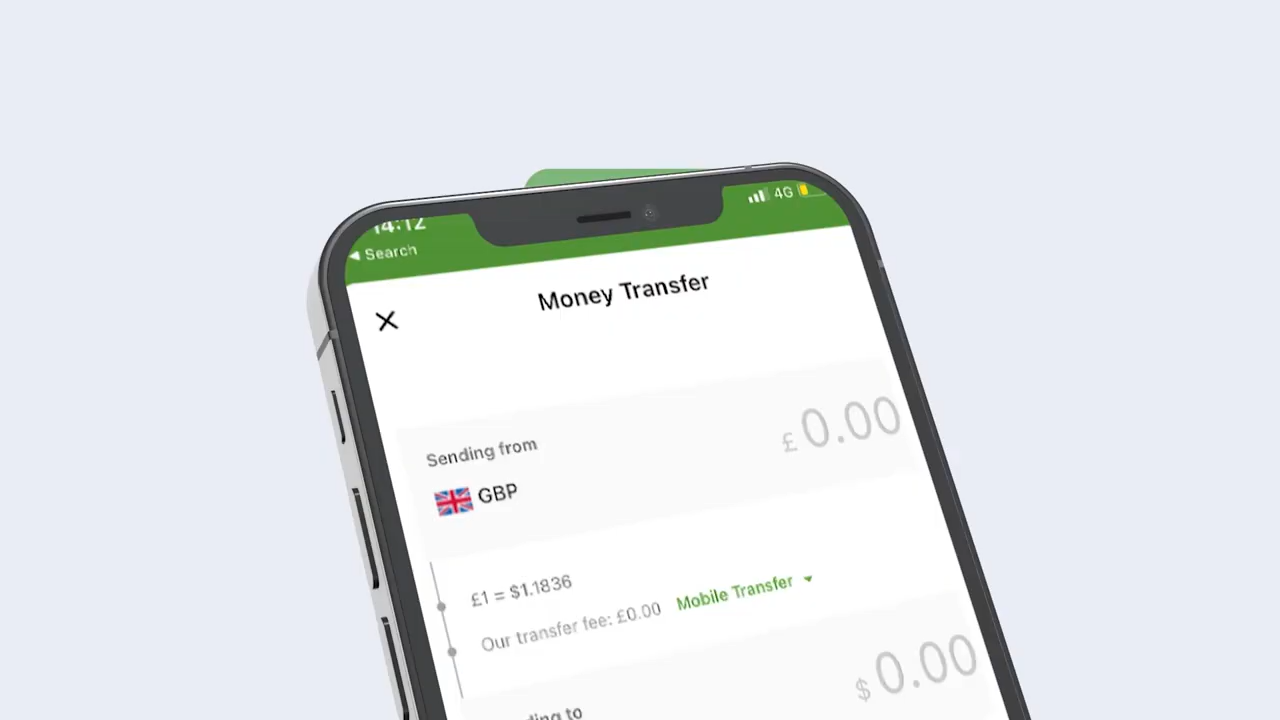 14:12
4G
Search
Money Transfer
£ 0.00
Sending from
GBP
£1 = $1.1836
Our transfer fee: £0.00 Mobile Transfer
$ 0.00
to